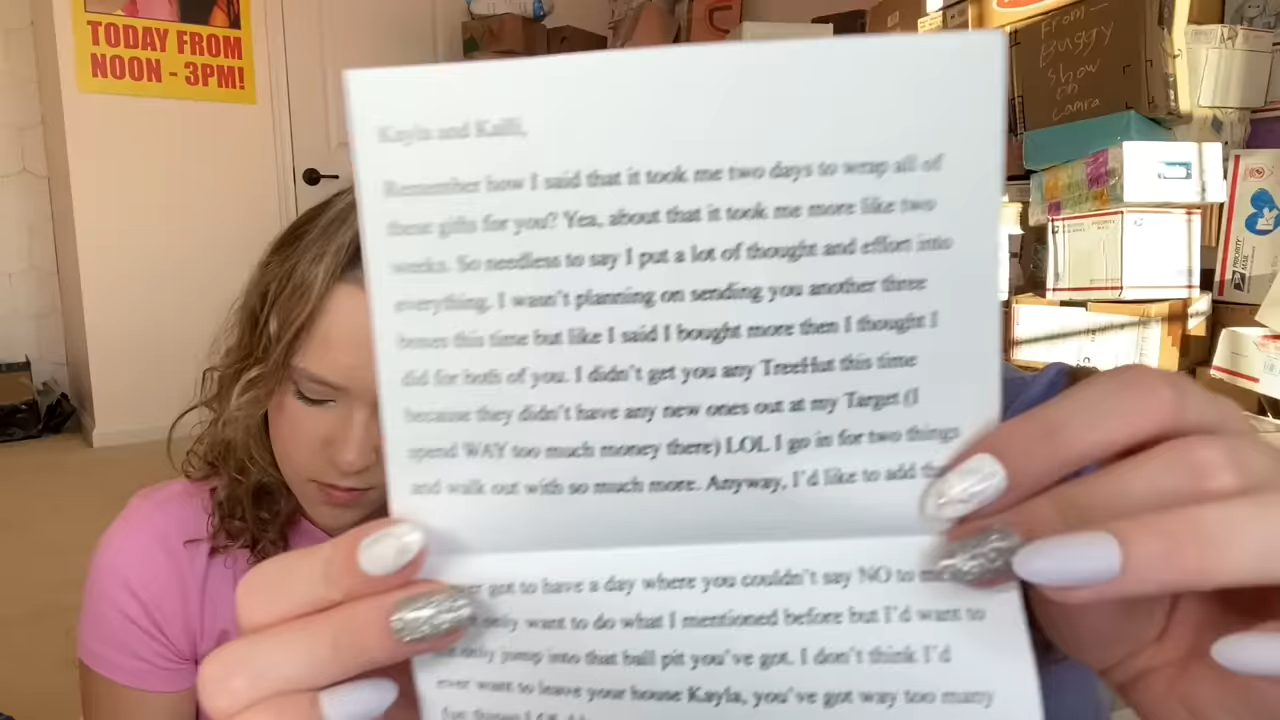 TODAY FROM
NOON - 3PM!
From -
Buggy
show
on
camra
PRIORITY
MAIL
Kayla and Kalli,
Remember how I said that it took me two days to wrap all of
those gifts for you? Yea, about that it took me more like two
weeks. So needless to say I put a lot of thought and effort into
everything. I wasn't planning on sending you another three
boxes this time but like I said I bought more then I thought I
did for both of you. I didn't get you any TreeHut this time
because they didn't have any new ones out at my Target (I
spend WAY too much money there) LOL I go in for two things
and walk out with so much more. Anyway, I'd like to add
got to have a day where you couldn't say NO to
only want to do what I mentioned before but I'd want to
jump into that ball pit you've got. I don't think I'd
ever want to leave your house Kayla, you've got way too many